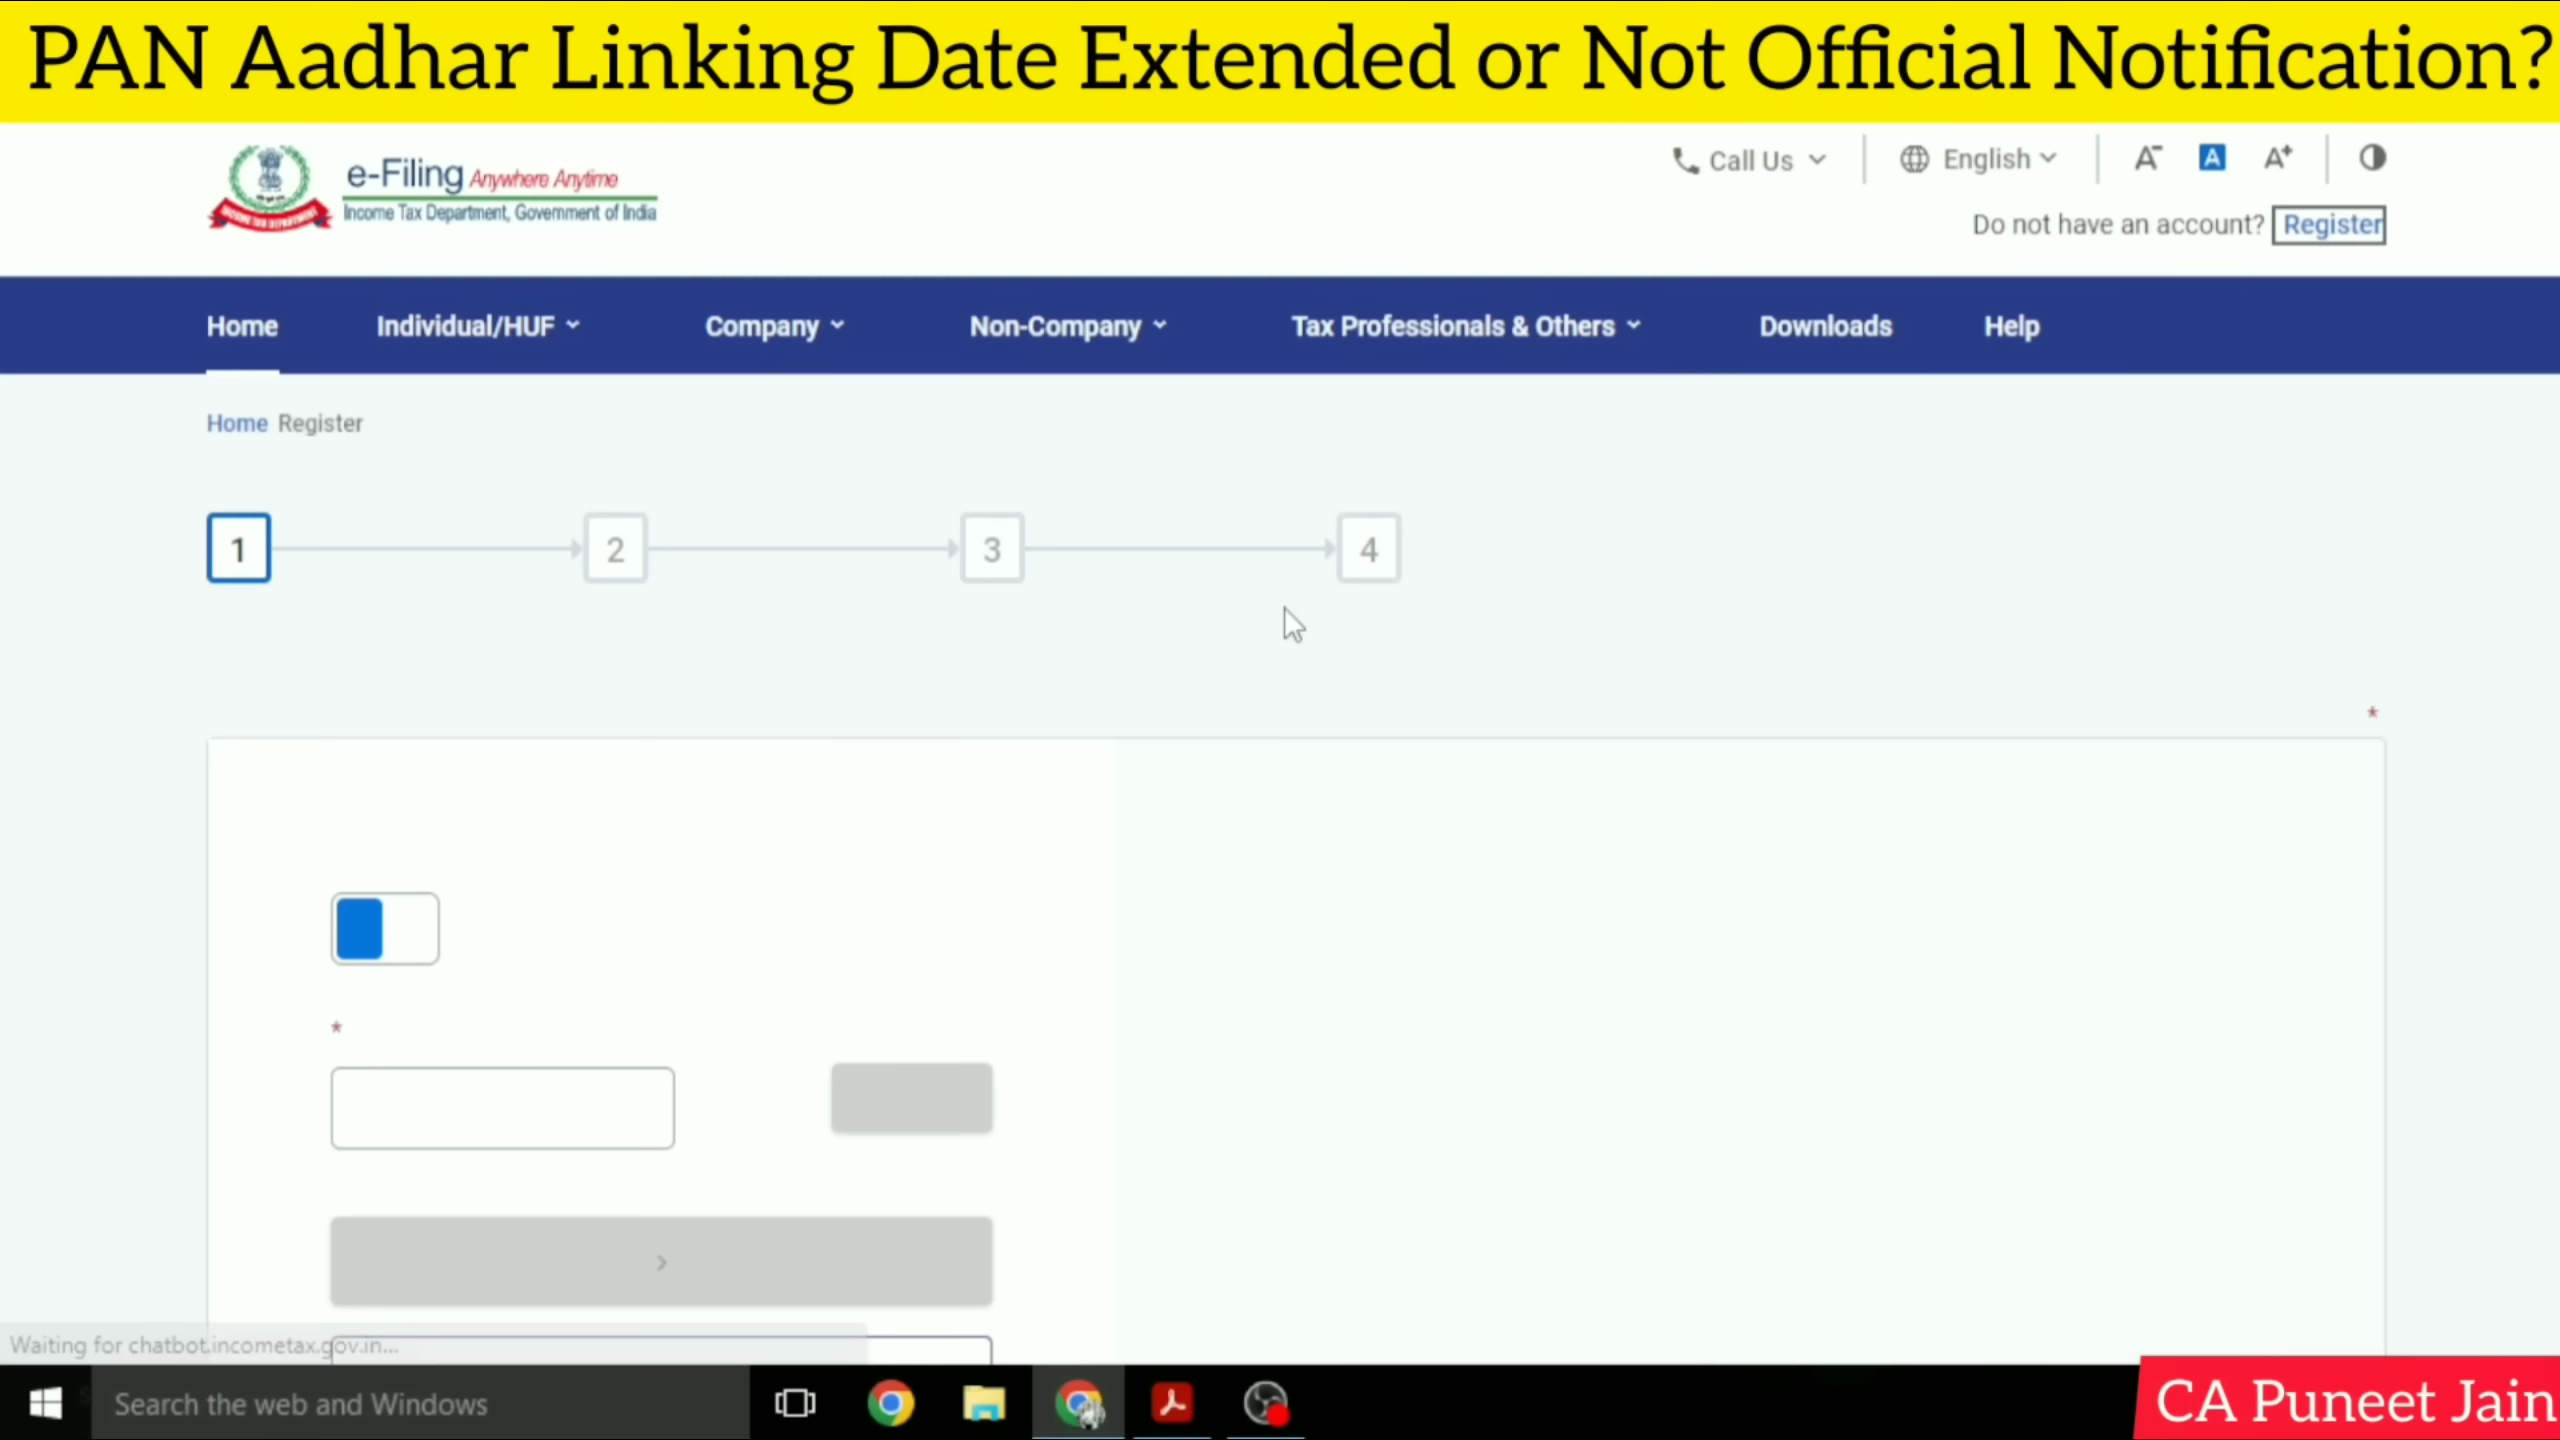 PAN Aadhar Linking Date Extended or Not Official Notification?
e-Filing Anywhere Anytime
Income Tax Department, Government of India
Call Us
English
A-
A
A+
Do not have an account? Register
Home
Individual/HUF
Company
Non-Company
Tax Professionals & Others
Downloads
Help
Home Register
1
2
3
4
*
*
Waiting for chatbot.incometax.gov.in...
Search the web and Windows
CA Puneet Jain